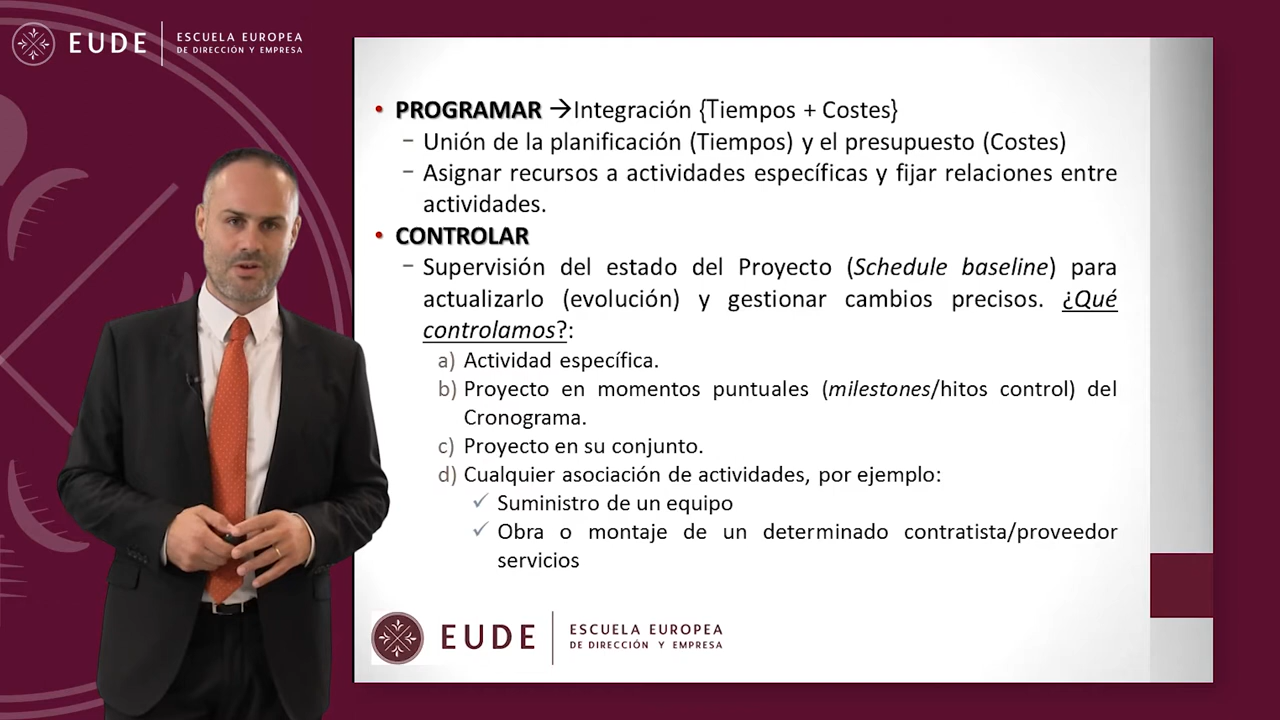 EUDE
ESCUELA EUROPEA
DE DIRECCIÓN Y EMPRESA
• PROGRAMAR →Integración {Tiempos + Costes}
− Unión de la planificación (Tiempos) y el presupuesto (Costes)
− Asignar recursos a actividades específicas y fijar relaciones entre
actividades.
• CONTROLAR
− Supervisión del estado del Proyecto (Schedule baseline) para
actualizarlo (evolución) y gestionar cambios precisos. ¿Qué
controlamos?:
a) Actividad específica.
b) Proyecto en momentos puntuales (milestones/hitos control) del
Cronograma.
c) Proyecto en su conjunto.
d) Cualquier asociación de actividades, por ejemplo:
✓ Suministro de un equipo
✓ Obra o montaje de un determinado contratista/proveedor
servicios
EUDE
ESCUELA EUROPEA
DE DIRECCIÓN Y EMPRESA